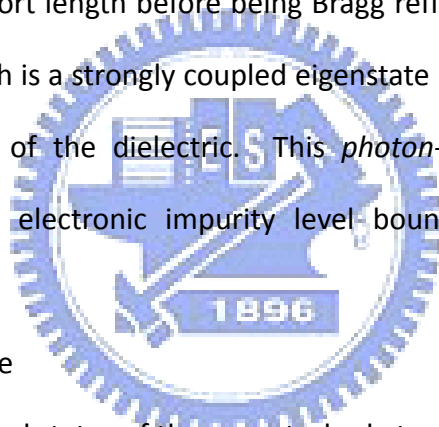 ort length before being Bragg refl
h is a strongly coupled eigenstate
of the dielectric. This photon-
electronic impurity level boun
ES
1896
e